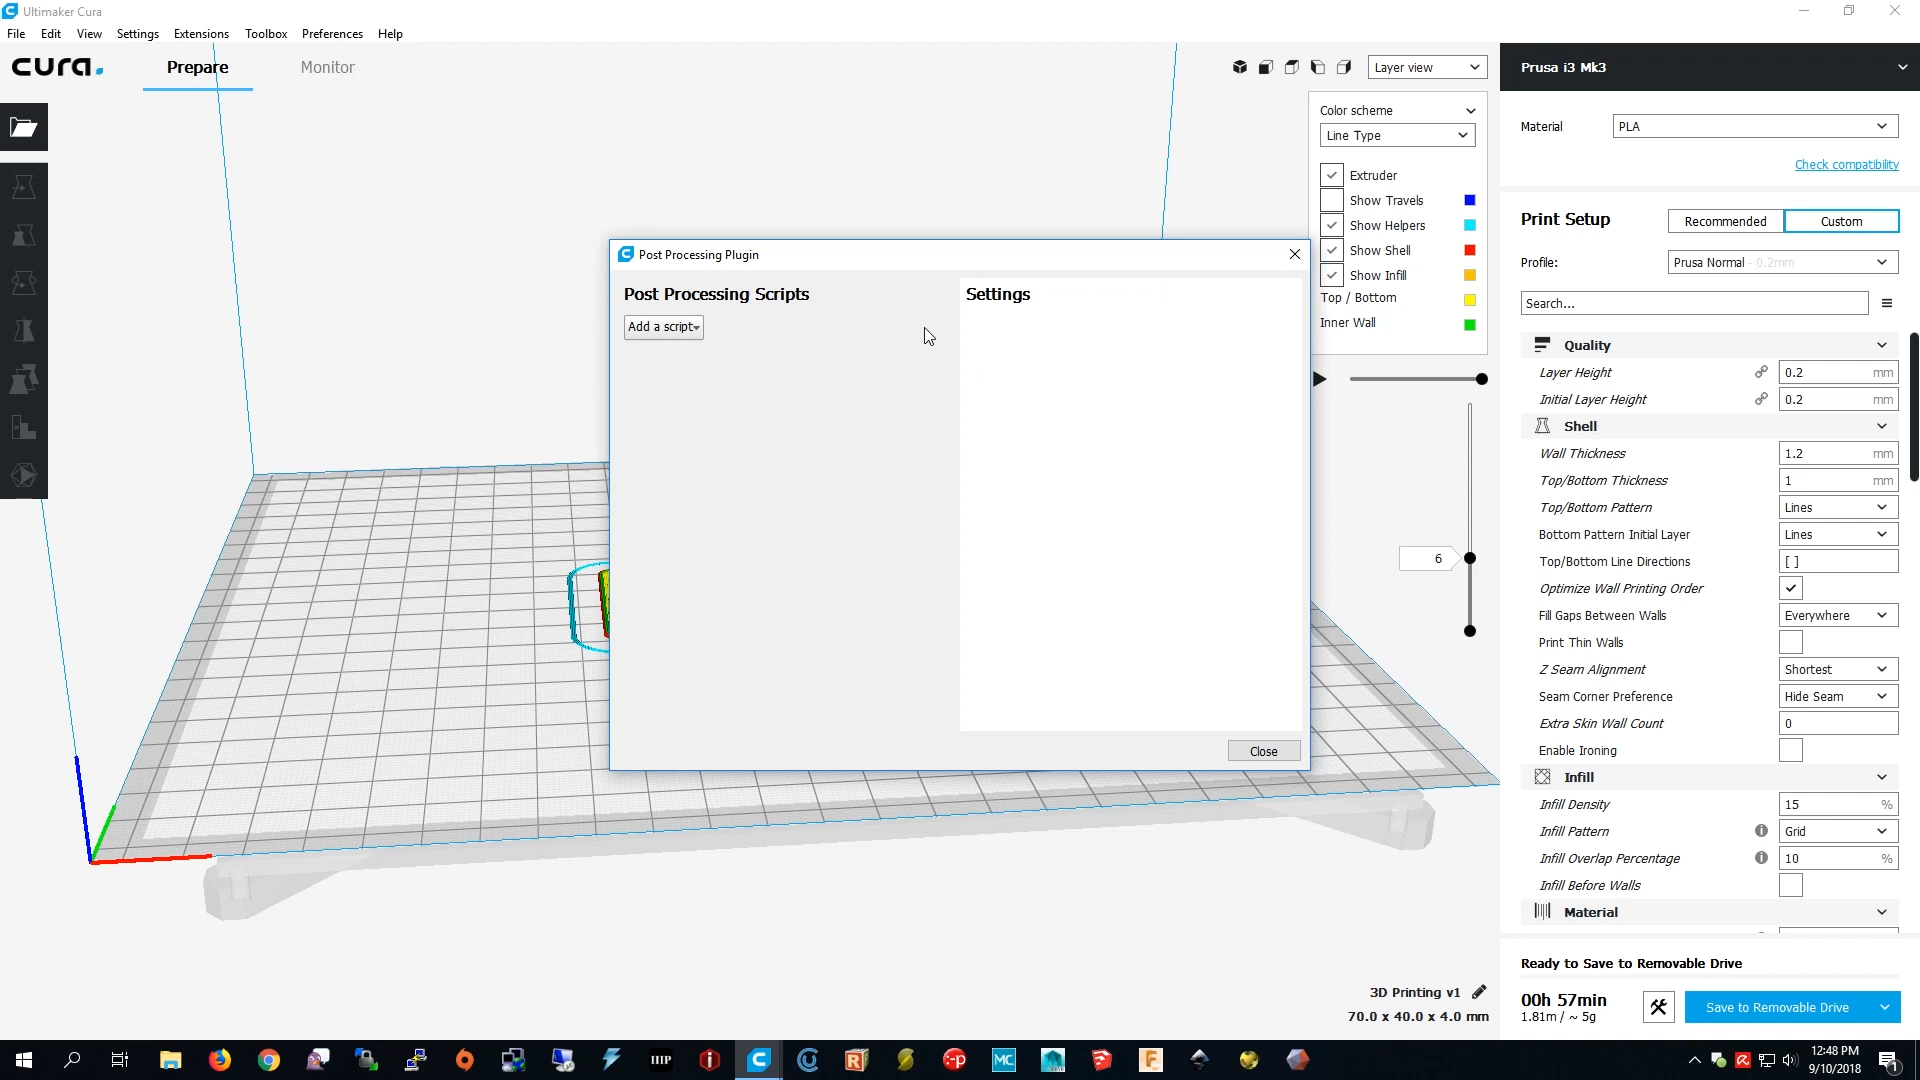 Ultimaker Cura
File Edit View Settings Extensions Toolbox Preferences Help
cura.
Prepare Monitor
Layer view
Color scheme
Line Type
Extruder
Show Travels
Show Helpers
Show Shell
Show Infill
Top / Bottom
Inner Wall
6
Post Processing Plugin
Post Processing Scripts
Add a script
Settings
Close
3D Printing v1
70.0 x 40.0 x 4.0 mm
Prusa i3 Mk3
Material PLA
Check compatibility
Print Setup Recommended Custom
Profile: Prusa Normal - 0.2mm
Search...
Quality
Layer Height 0.2 mm
Initial Layer Height 0.2 mm
Shell
Wall Thickness 1.2 mm
Top/Bottom Thickness 1 mm
Top/Bottom Pattern Lines
Bottom Pattern Initial Layer Lines
Top/Bottom Line Directions [ ]
Optimize Wall Printing Order
Fill Gaps Between Walls Everywhere
Print Thin Walls
Z Seam Alignment Shortest
Seam Corner Preference Hide Seam
Extra Skin Wall Count 0
Enable Ironing
Infill
Infill Density 15 %
Infill Pattern Grid
Infill Overlap Percentage 10 %
Infill Before Walls
Material
Ready to Save to Removable Drive
00h 57min
1.81m / ~ 5g
Save to Removable Drive
IIIP
MC
12:48 PM
9/10/2018
1